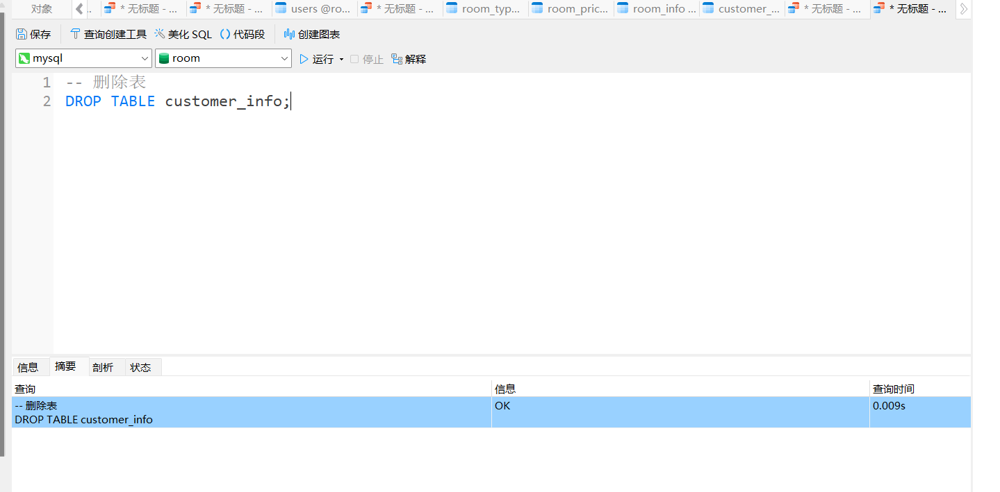 对象 * 无标题 - ... * 无标题 - ... users @ro... * 无标题 - ... room_typ... room_pric... room_info ... customer_... * 无标题 - ... * 无标题 - ...
保存 查询创建工具 美化 SQL 代码段 创建图表
mysql room 运行 停止 解释
1 -- 删除表
2 DROP TABLE customer_info;
信息 摘要 剖析 状态
查询 信息 查询时间
-- 删除表 OK 0.009s
DROP TABLE customer_info